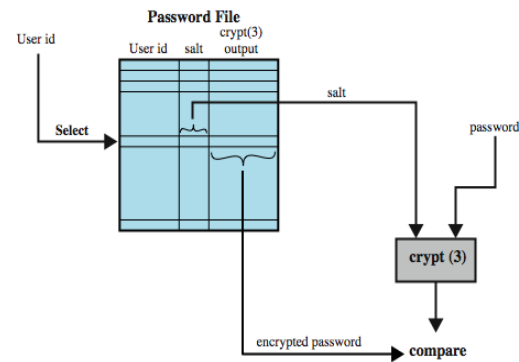 Password File
User id
User id salt crypt(3) output
salt
Select
password
crypt (3)
encrypted password
compare